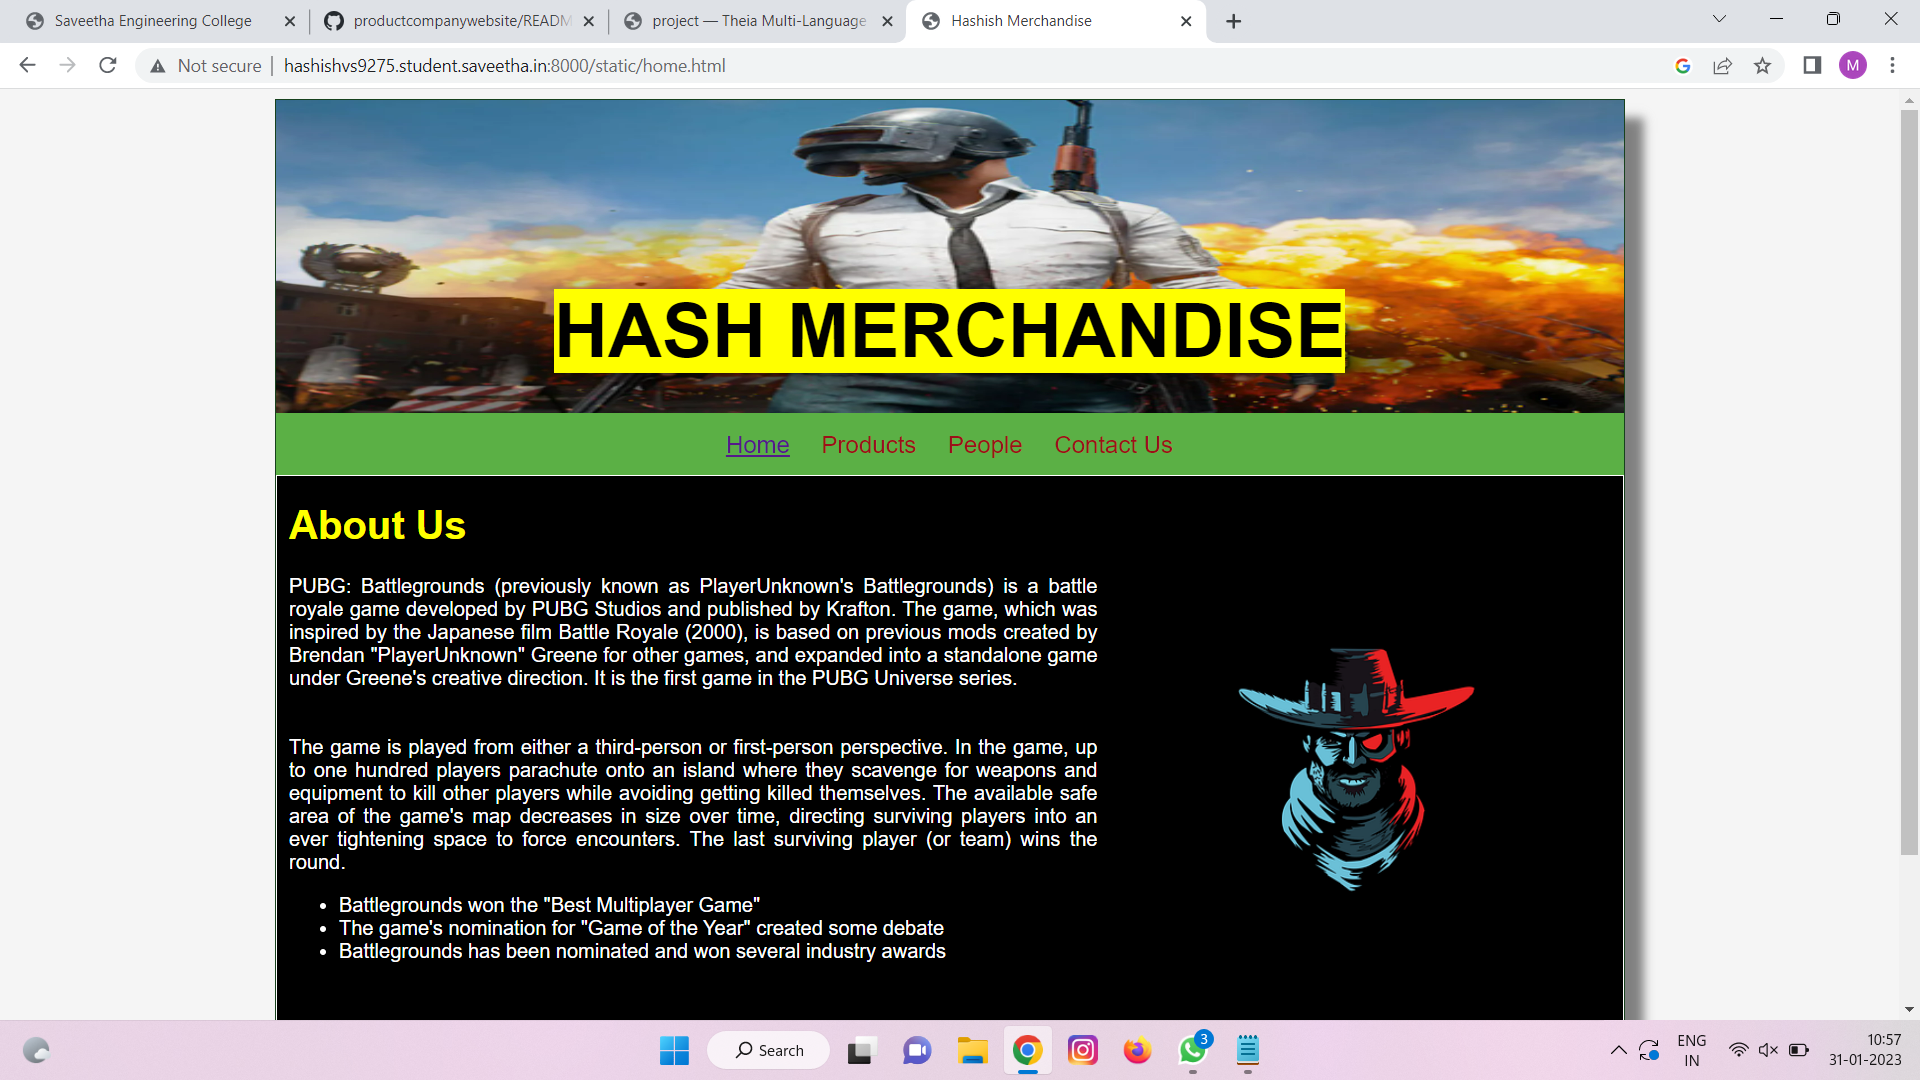 Saveetha Engineering College
productcompanywebsite/READM
project — Theia Multi-Language
Hashish Merchandise
Not secure
hashishvs9275.student.saveetha.in:8000/static/home.html
M
HASH MERCHANDISE
Home Products People Contact Us
About Us
PUBG: Battlegrounds (previously known as PlayerUnknown's Battlegrounds) is a battle
royale game developed by PUBG Studios and published by Krafton. The game, which was
inspired by the Japanese film Battle Royale (2000), is based on previous mods created by
Brendan "PlayerUnknown" Greene for other games, and expanded into a standalone game
under Greene's creative direction. It is the first game in the PUBG Universe series.
The game is played from either a third-person or first-person perspective. In the game, up
to one hundred players parachute onto an island where they scavenge for weapons and
equipment to kill other players while avoiding getting killed themselves. The available safe
area of the game's map decreases in size over time, directing surviving players into an
ever tightening space to force encounters. The last surviving player (or team) wins the
round.
• Battlegrounds won the "Best Multiplayer Game"
• The game's nomination for "Game of the Year" created some debate
• Battlegrounds has been nominated and won several industry awards
Search
3
ENG
IN
10:57
31-01-2023